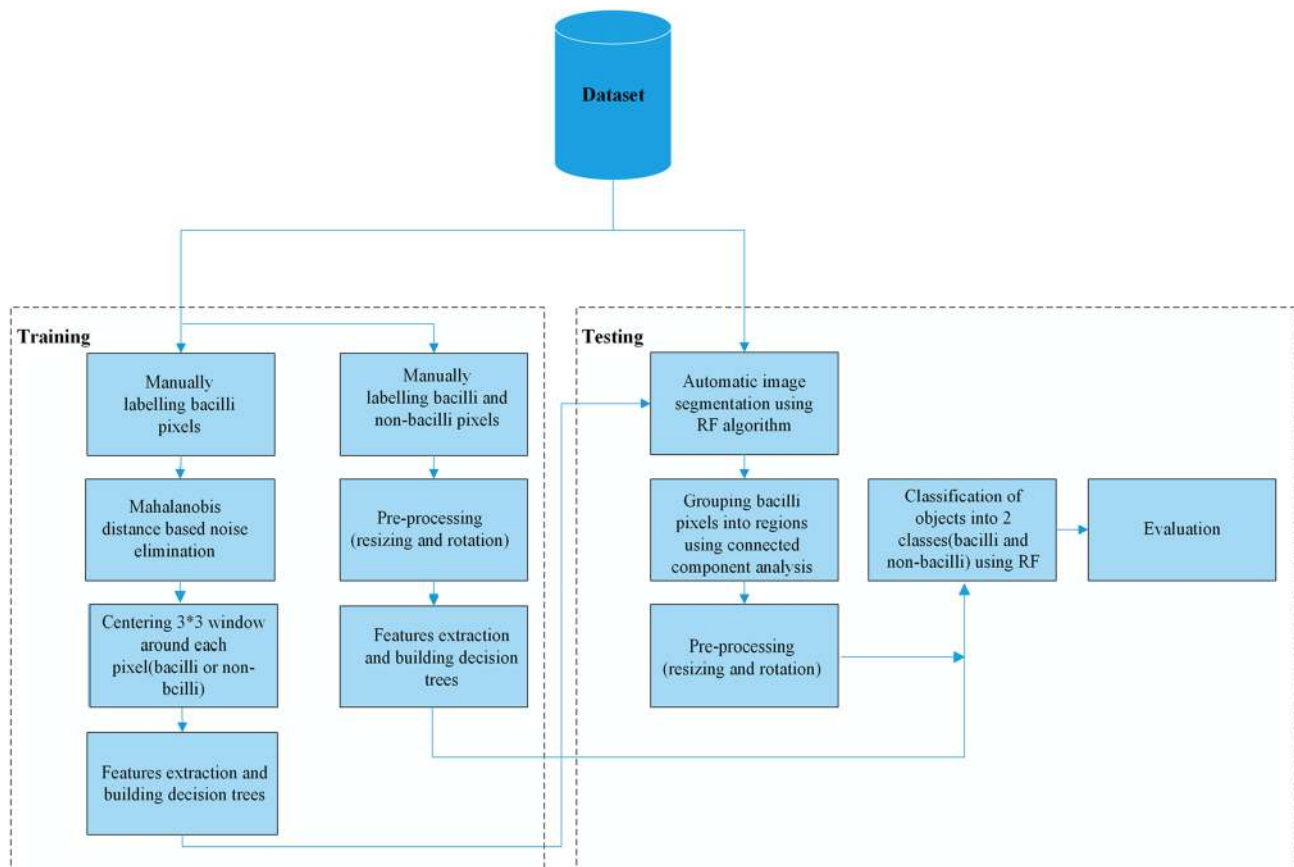 Dataset
Training
Manually
labelling bacilli
pixels
Mahalanobis
distance based noise
elimination
Centering 3*3 window
around each
pixel(bacilli or non-
bcilli)
Features extraction and
building decision trees
Manually
labelling bacilli and
non-bacilli pixels
Pre-processing
(resizing and rotation)
Features extraction
and building decision
trees
Testing
Automatic image
segmentation using
RF algorithm
Grouping bacilli
pixels into regions
using connected
component analysis
Pre-processing
(resizing and rotation)
Classification of
objects into 2
classes(bacilli and
non-bacilli) using RF
Evaluation